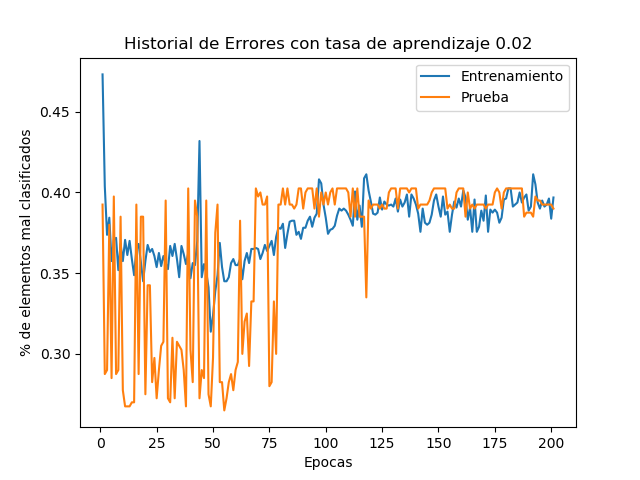 Historial de Errores con tasa de aprendizaje 0.02
Entrenamiento
Prueba
% de elementos mal clasificados
0.45
0.40
0.35
0.30
0 25 50 75 100 125 150 175 200
Epocas